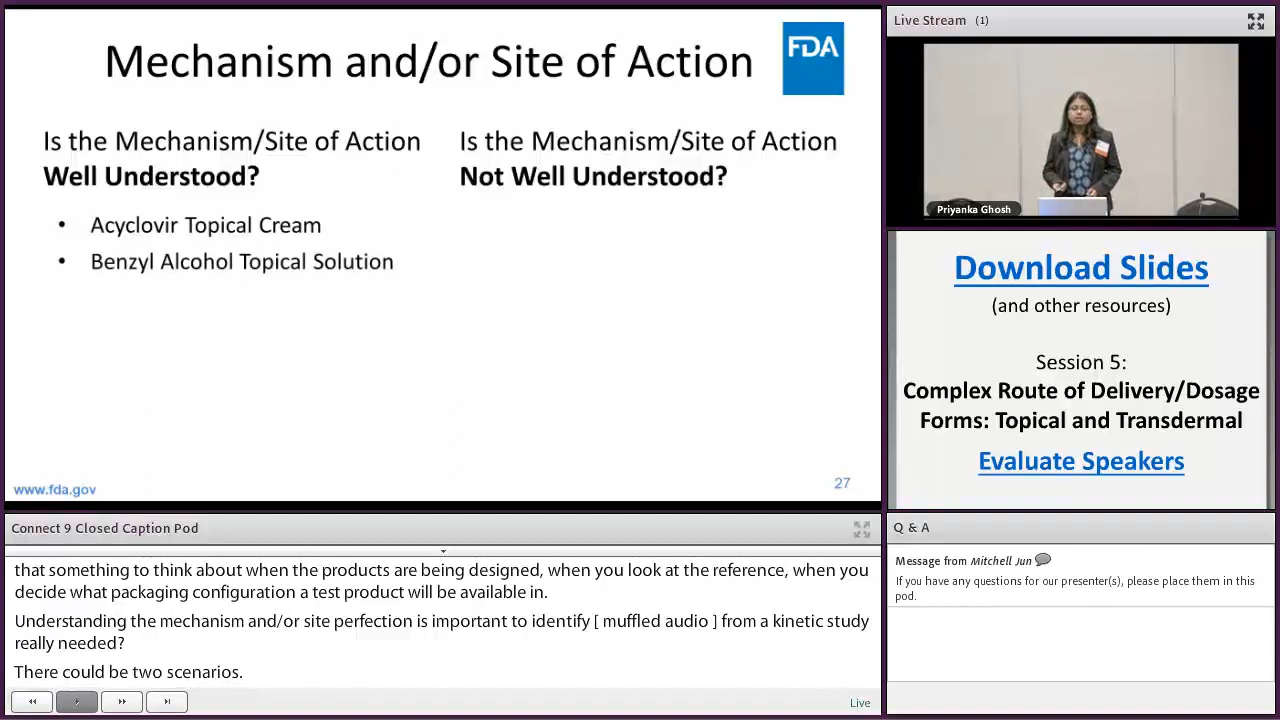 Mechanism and/or Site of Action
FDA
Is the Mechanism/Site of Action
Well Understood?
• Acyclovir Topical Cream
• Benzyl Alcohol Topical Solution
Is the Mechanism/Site of Action
Not Well Understood?
www.fda.gov
27
Live Stream (1)
Priyanka Ghosh
Download Slides
(and other resources)
Session 5:
Complex Route of Delivery/Dosage
Forms: Topical and Transdermal
Evaluate Speakers
Connect 9 Closed Caption Pod
that something to think about when the products are being designed, when you look at the reference, when you
decide what packaging configuration a test product will be available in.
Understanding the mechanism and/or site perfection is important to identify [ muffled audio ] from a kinetic study
really needed?
There could be two scenarios.
Live
Q & A
Message from Mitchell Jun
If you have any questions for our presenter(s), please place them in this
pod.